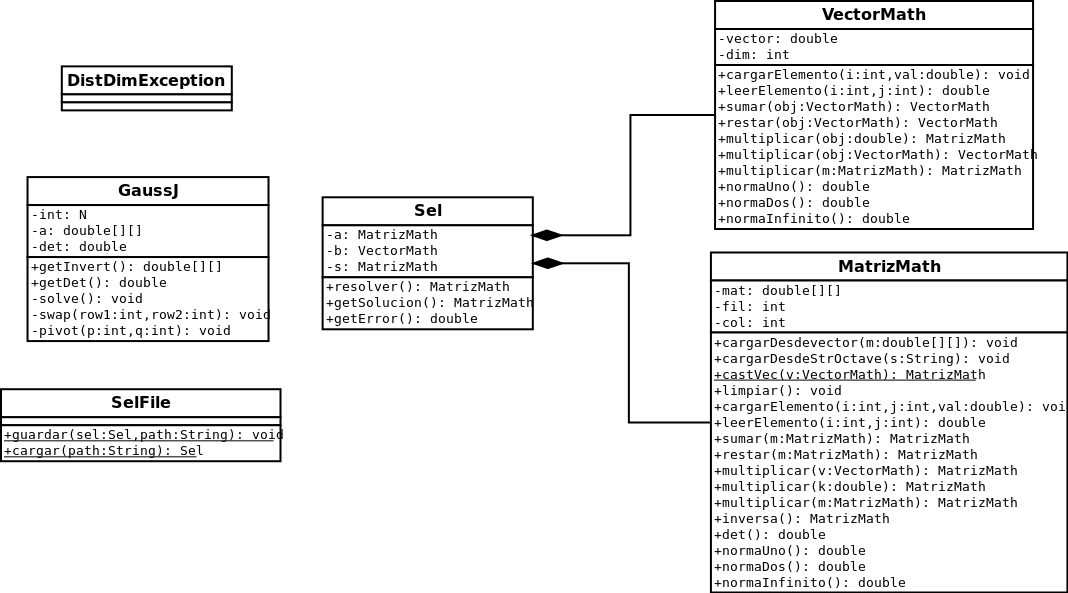 DistDimException
GaussJ
-int: N
-a: double[][]
-det: double
+getInvert(): double[][]
+getDet(): double
-solve(): void
-swap(row1:int,row2:int): void
-pivot(p:int,q:int): void
SelFile
+guardar(sel:Sel,path:String): void
+cargar(path:String): Sel
Sel
-a: MatrizMath
-b: VectorMath
-s: MatrizMath
+resolver(): MatrizMath
+getSolucion(): MatrizMath
+getError(): double
VectorMath
-vector: double
-dim: int
+cargarElemento(i:int,val:double): void
+leerElemento(i:int,j:int): double
+sumar(obj:VectorMath): VectorMath
+restar(obj:VectorMath): VectorMath
+multiplicar(obj:double): MatrizMath
+multiplicar(obj:VectorMath): VectorMath
+multiplicar(m:MatrizMath): MatrizMath
+normaUno(): double
+normaDos(): double
+normaInfinito(): double
MatrizMath
-mat: double[][]
-fil: int
-col: int
+cargarDesdevector(m:double[][]): void
+cargarDesdeStrOctave(s:String): void
+castVec(v:VectorMath): MatrizMath
+limpiar(): void
+cargarElemento(i:int,j:int,val:double): voi
+leerElemento(i:int,j:int): double
+sumar(m:MatrizMath): MatrizMath
+restar(m:MatrizMath): MatrizMath
+multiplicar(v:VectorMath): MatrizMath
+multiplicar(k:double): MatrizMath
+multiplicar(m:MatrizMath): MatrizMath
+inversa(): MatrizMath
+det(): double
+normaUno(): double
+normaDos(): double
+normaInfinito(): double